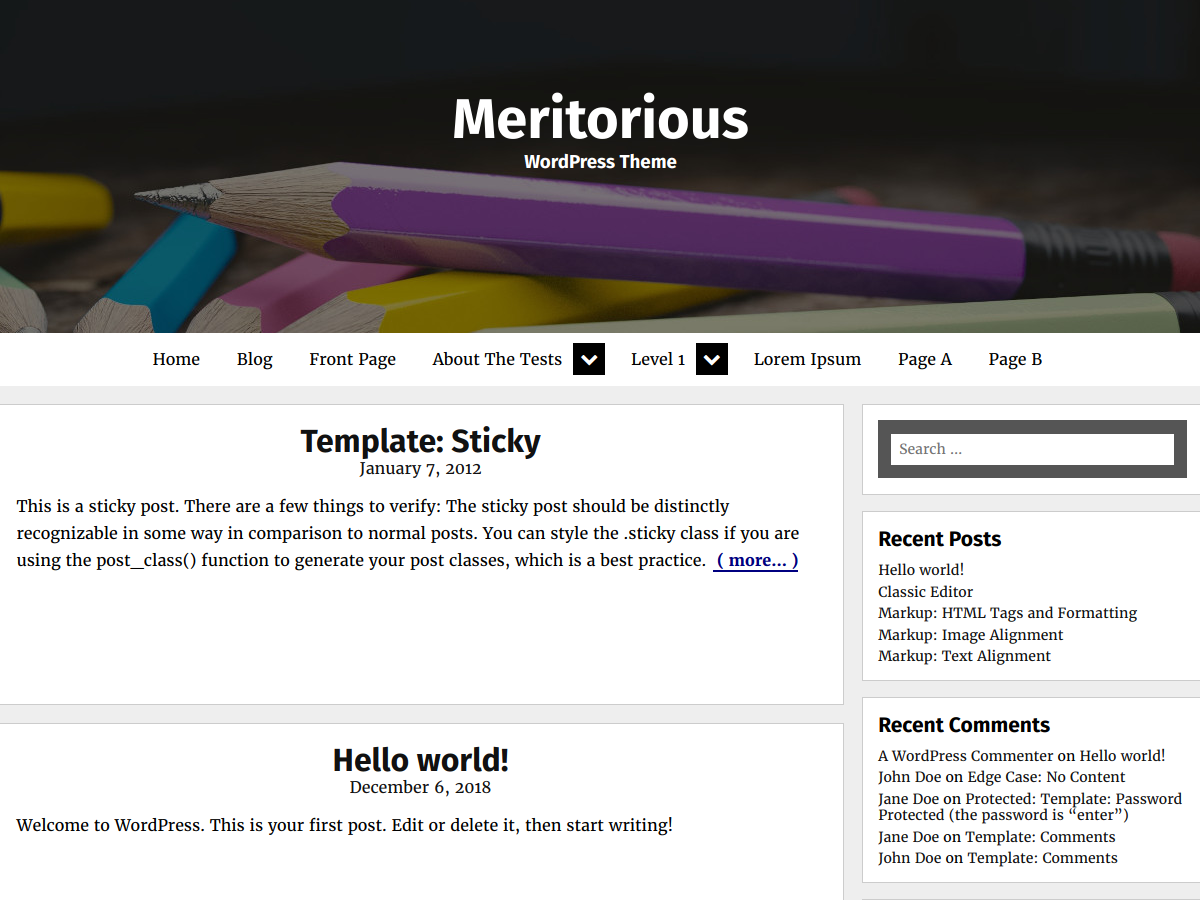 Meritorious
WordPress Theme
Home Blog Front Page About The Tests Level 1 Lorem Ipsum Page A Page B
Template: Sticky
January 7, 2012
This is a sticky post. There are a few things to verify: The sticky post should be distinctly
recognizable in some way in comparison to normal posts. You can style the .sticky class if you are
using the post_class() function to generate your post classes, which is a best practice. ( more... )
Hello world!
December 6, 2018
Welcome to WordPress. This is your first post. Edit or delete it, then start writing!
Search ...
Recent Posts
Hello world!
Classic Editor
Markup: HTML Tags and Formatting
Markup: Image Alignment
Markup: Text Alignment
Recent Comments
A WordPress Commenter on Hello world!
John Doe on Edge Case: No Content
Jane Doe on Protected: Template: Password
Protected (the password is “enter”)
Jane Doe on Template: Comments
John Doe on Template: Comments